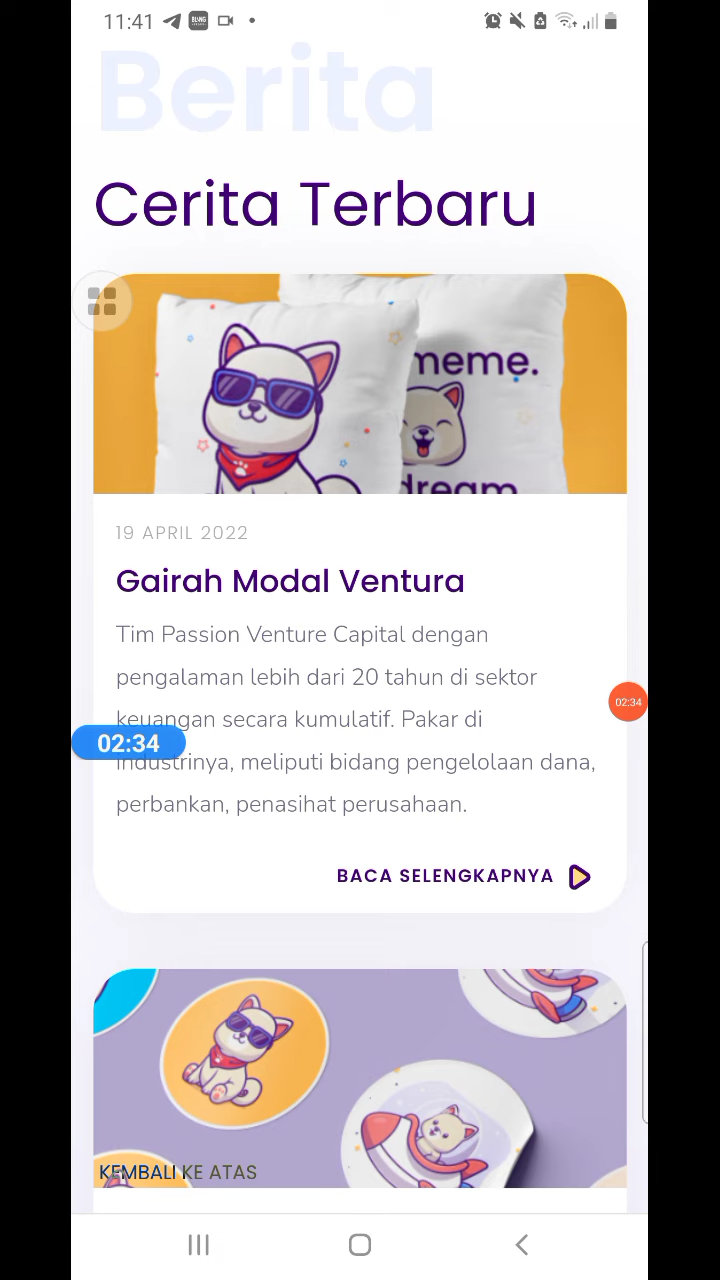 11:41
Berita
Cerita Terbaru
meme.
dream
19 APRIL 2022
Gairah Modal Ventura
Tim Passion Venture Capital dengan
pengalaman lebih dari 20 tahun di sektor
keuangan secara kumulatif. Pakar di
02:34
02:34
industrinya, meliputi bidang pengelolaan dana,
perbankan, penasihat perusahaan.
BACA SELENGKAPNYA
KEMBALI KE ATAS